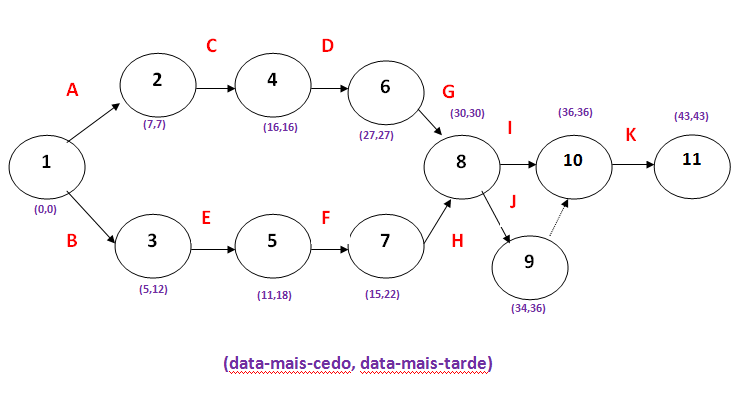 C
D
A
2
4
6
G
(30,30)
(36,36)
(43,43)
(7,7)
(16,16)
(27,27)
I
K
1
8
10
11
(0,0)
B
E
F
J
3
5
7
H
9
(5,12)
(11,18)
(15,22)
(34,36)
(data-mais-cedo, data-mais-tarde)